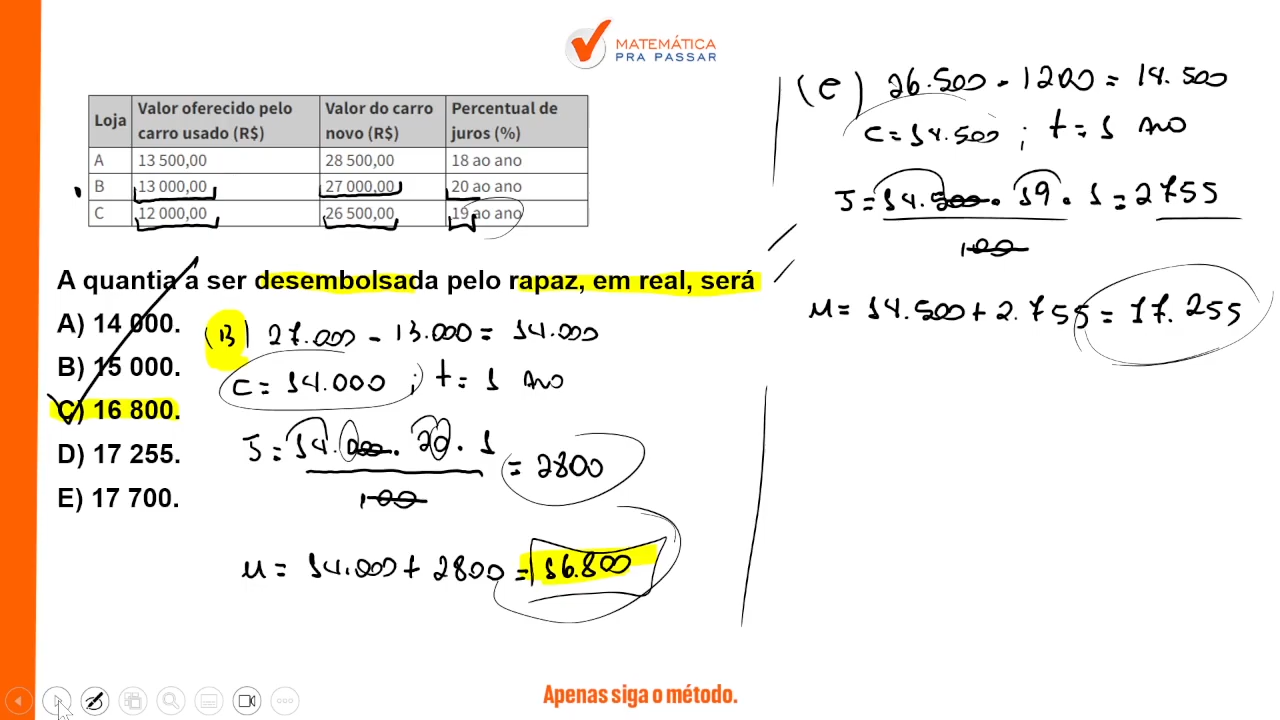 MATEMÁTICA
PRA PASSAR
Loja Valor oferecido pelo carro usado (R$) Valor do carro novo (R$) Percentual de juros (%)
A 13 500,00 28 500,00 18 ao ano
B 13 000,00 27 000,00 20 ao ano
C 12 000,00 26 500,00 19 ao ano
A quantia a ser desembolsada pelo rapaz, em real, será
A) 14 000.
B) 15 000.
C) 16 800.
D) 17 255.
E) 17 700.
(B) 27.000 - 13.000 = 14.000
C = 14.000 ; t = 1 Ano
J = 14.000 . 20 . 1 = 2800
100
M = 14.000 + 2800 = 16.800
(C) 26.500 - 1200 = 14.500
C = 14.500 ; t = 1 Ano
J = 14.500 . 19 . 1 = 2755
100
M = 14.500 + 2.755 = 17.255
Apenas siga o método.